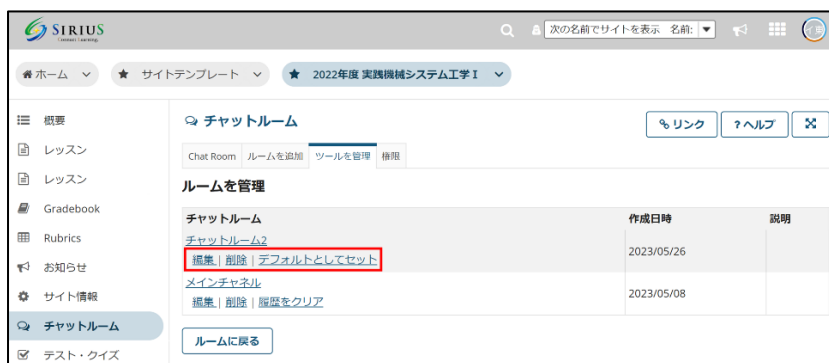 SIRIUS
次の名前でサイトを表示 名前:
ホーム
サイトテンプレート
2022年度 実践機械システム工学 I
概要
レッスン
レッスン
Gradebook
Rubrics
お知らせ
サイト情報
チャットルーム
テスト・クイズ
チャットルーム
リンク
? ヘルプ
Chat Room ルームを追加 ツールを管理 権限
ルームを管理
チャットルーム 作成日時 説明
チャットルーム2
編集 | 削除 | デフォルトとしてセット
2023/05/26
メインチャネル
編集 | 削除 | 履歴をクリア
2023/05/08
ルームに戻る